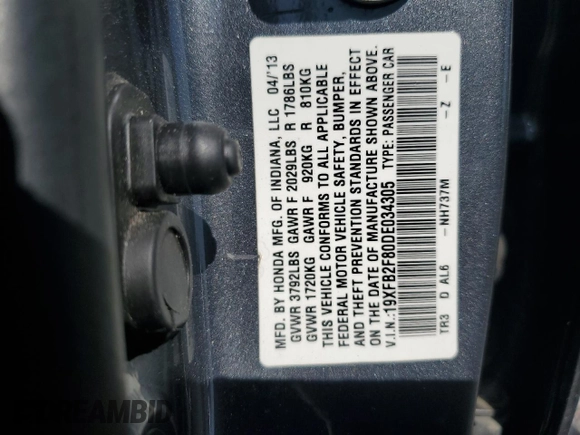 MFD. BY HONDA MFG. OF INDIANA, LLC 04/'13
GVWR 3792LBS GAWR F 2029LBS R 1786LBS
GVWR 1720KG GAWR F 920KG R 810KG
THIS VEHICLE CONFORMS TO ALL APPLICABLE
FEDERAL MOTOR VEHICLE SAFETY, BUMPER,
AND THEFT PREVENTION STANDARDS IN EFFECT
ON THE DATE OF MANUFACTURE SHOWN ABOVE.
V.I.N.:19XFB2F80DE034305 TYPE: PASSENGER CAR
TR3 D AL6 -NH737M -Z -E
STREAMBID